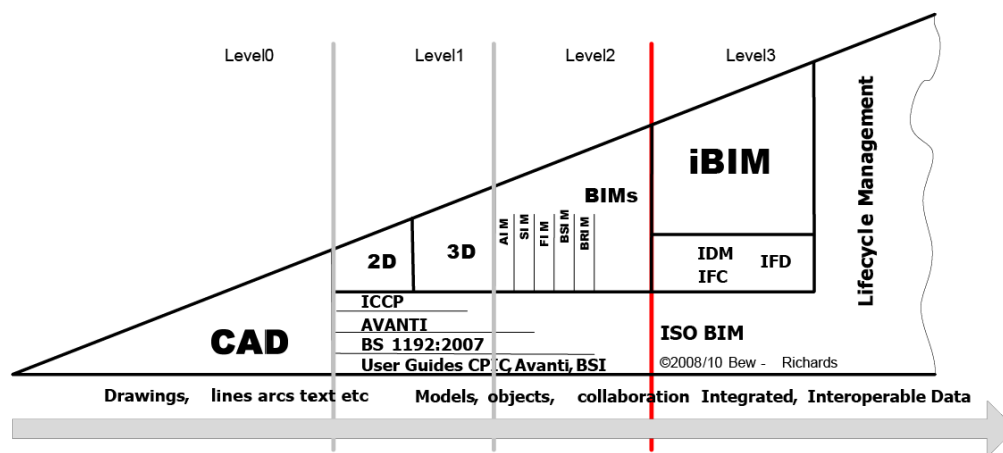 Level0
Level1
Level2
Level3
Lifecycle Management
iBIM
BIMs
AIM
SIM
FIM
BSIM
BRIM
2D
3D
IDM
IFD
IFC
ICCP
CAD
AVANTI
ISO BIM
BS 1192:2007
User Guides CPIC, Avanti, BSI
©2008/10 Bew - Richards
Drawings, lines arcs text etc Models, objects, collaboration Integrated, Interoperable Data